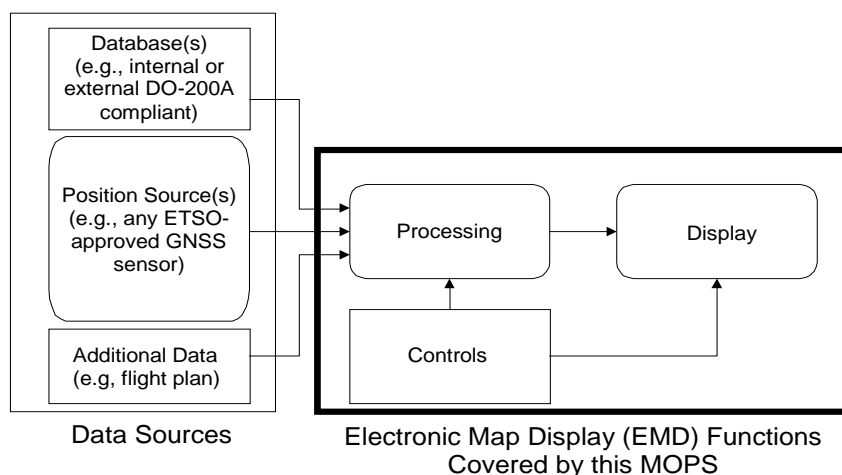 Database(s)
(e.g., internal or
external DO-200A
compliant)
Position Source(s)
(e.g., any ETSO-
approved GNSS
sensor)
Additional Data
(e.g, flight plan)
Data Sources
Processing
Display
Controls
Electronic Map Display (EMD) Functions
Covered by this MOPS